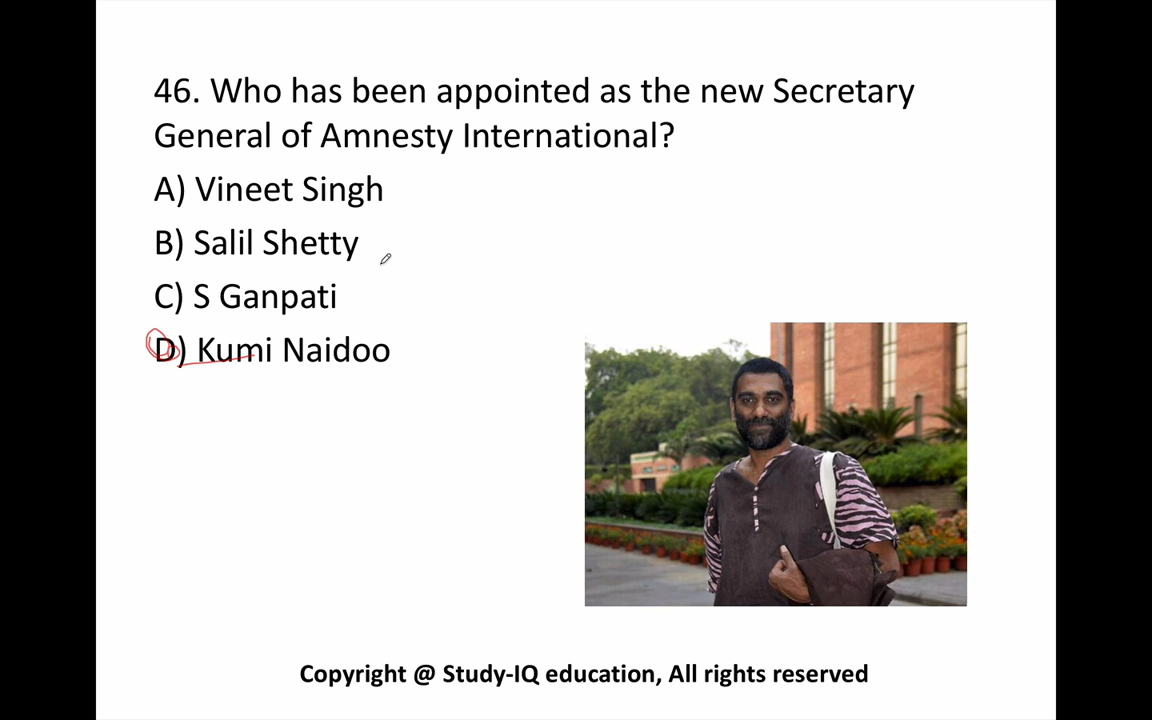 46. Who has been appointed as the new Secretary
General of Amnesty International?
A) Vineet Singh
B) Salil Shetty
C) S Ganpati
D) Kumi Naidoo
Copyright @ Study-IQ education, All rights reserved